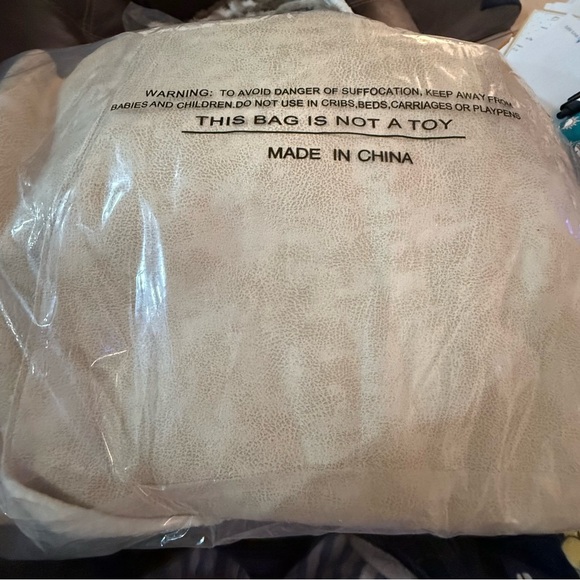 WARNING: TO AVOID DANGER OF SUFFOCATION, KEEP AWAY FROM
BABIES AND CHILDREN.DO NOT USE IN CRIBS,BEDS,CARRIAGES OR PLAYPENS
THIS BAG IS NOT A TOY
MADE IN CHINA